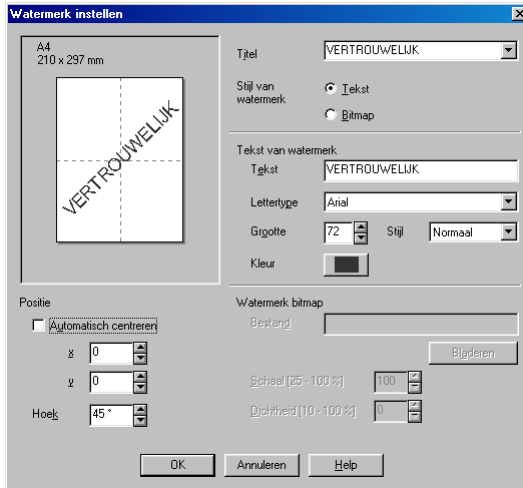 Watermerk instellen
A4
210 x 297 mm
VERTROUWELIJK
Titel
VERTROUWELIJK
Stijl van
watermerk
Tekst
Bitmap
Tekst van watermerk
Tekst
VERTROUWELIJK
Lettertype
Arial
Grootte
72
Stijl
Normaal
Kleur
Positie
Automatisch centreren
x
0
y
0
Hoek
45 °
Watermerk bitmap
Bestand
Bladeren
Schaal [25 - 100 %]
100
Dichtheid [10 - 100 %]
0
OK
Annuleren
Help